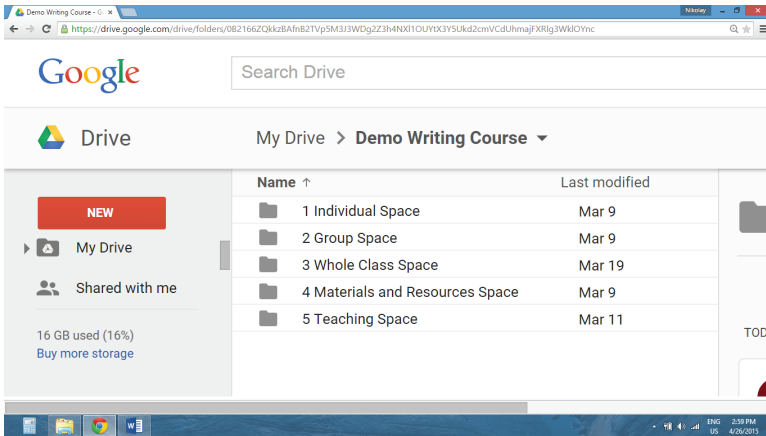 Demo Writing Course - G
Nikolay
https://drive.google.com/drive/folders/0B2166ZQkkzBAfnB2TVp5M3J3WDg2Z3h4NXl1OUYtX3Y5Ukd2cmVCdUhmajFXRlg3WklOYnc
Google
Search Drive
Drive
My Drive > Demo Writing Course
Name ↑ Last modified
NEW
1 Individual Space Mar 9
2 Group Space Mar 9
My Drive
3 Whole Class Space Mar 19
Shared with me
4 Materials and Resources Space Mar 9
5 Teaching Space Mar 11
16 GB used (16%)
Buy more storage
TOD
ENG 2:59 PM
US 4/26/2015